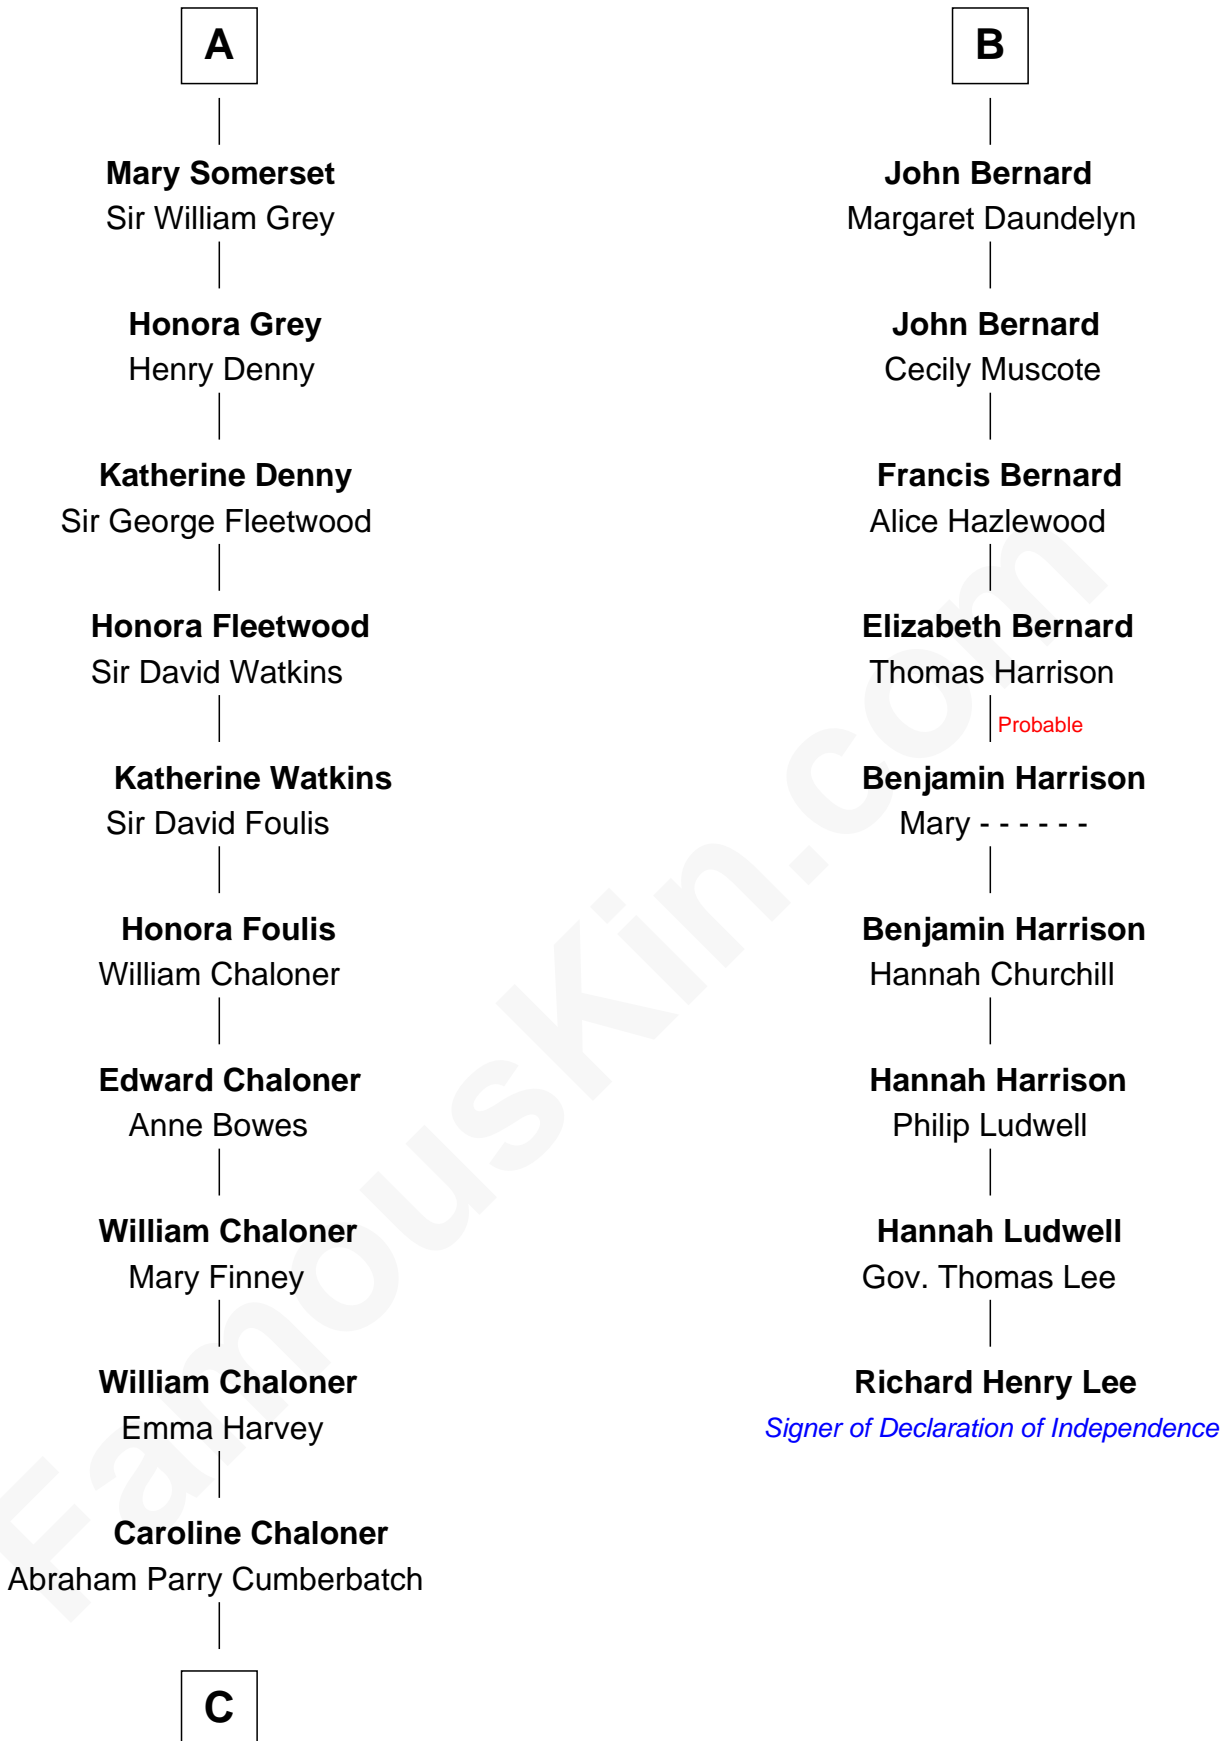 A
Mary Somerset
Sir William Grey
Honora Grey
Henry Denny
Katherine Denny
Sir George Fleetwood
Honora Fleetwood
Sir David Watkins
Katherine Watkins
Sir David Foulis
Honora Foulis
William Chaloner
Edward Chaloner
Anne Bowes
William Chaloner
Mary Finney
William Chaloner
Emma Harvey
Caroline Chaloner
Abraham Parry Cumberbatch
C
B
John Bernard
Margaret Daundelyn
John Bernard
Cecily Muscote
Francis Bernard
Alice Hazlewood
Elizabeth Bernard
Thomas Harrison
Probable
Benjamin Harrison
Mary - - - - - -
Benjamin Harrison
Hannah Churchill
Hannah Harrison
Philip Ludwell
Hannah Ludwell
Gov. Thomas Lee
Richard Henry Lee
Signer of Declaration of Independence
FamousKin.com